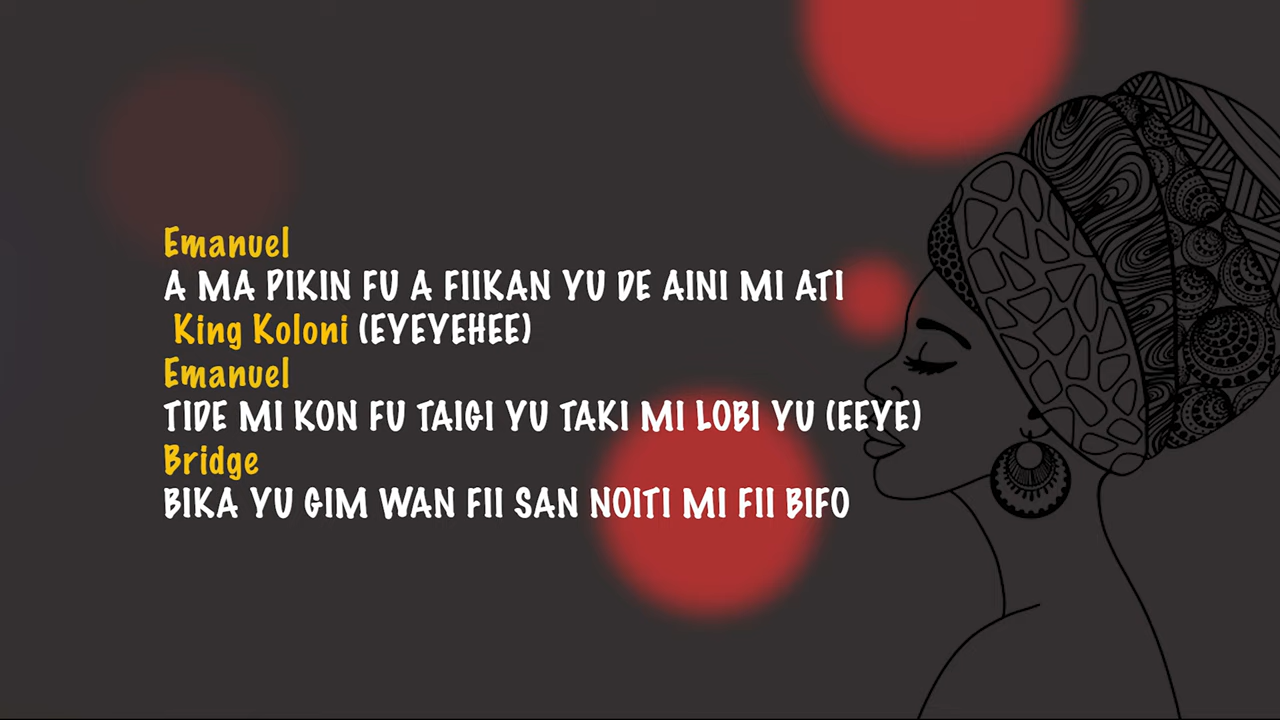 Emanuel
A MA PIKIN FU A FIIKAN YU DE AINI MI ATI
King Koloni (EYEYEHEE)
Emanuel
TIDE MI KON FU TAIGI YU TAKI MI LOBI YU (EEYE)
Bridge
BIKA YU GIM WAN FII SAN NOITI MI FII BIFO